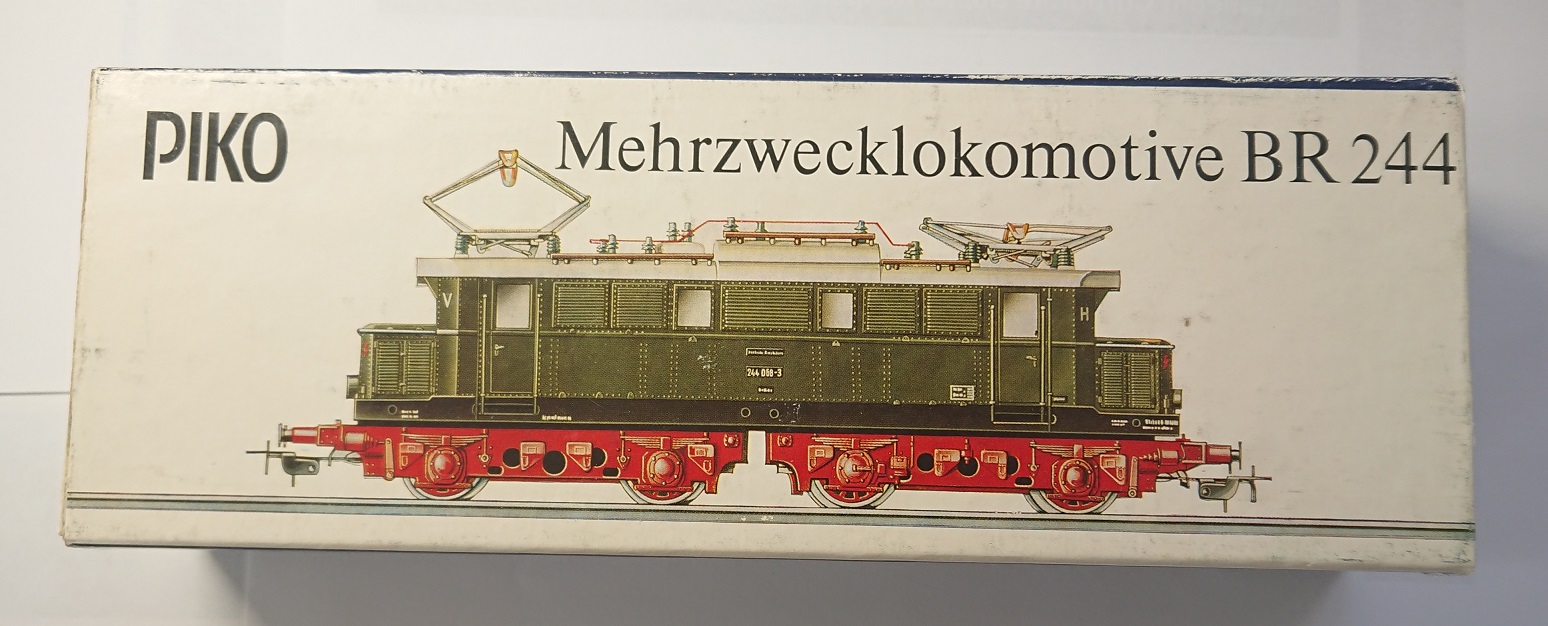 PIKO
Mehrzwecklokomotive BR 244
V
H
244 068-3